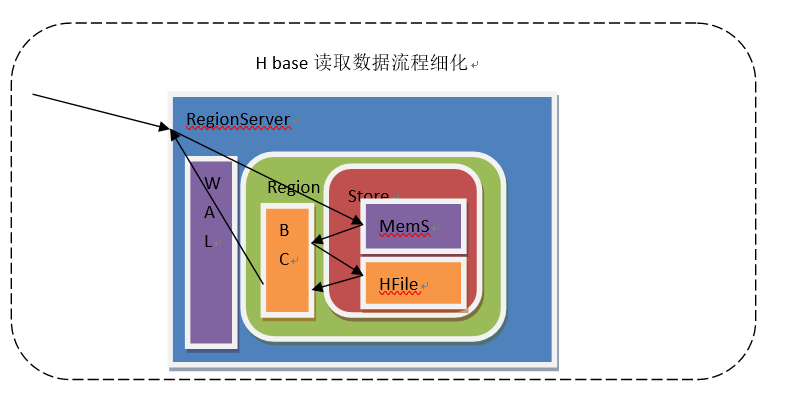 H base 读取数据流程细化
RegionServer
W
A
L
Region
Store
B
C
MemS
HFile